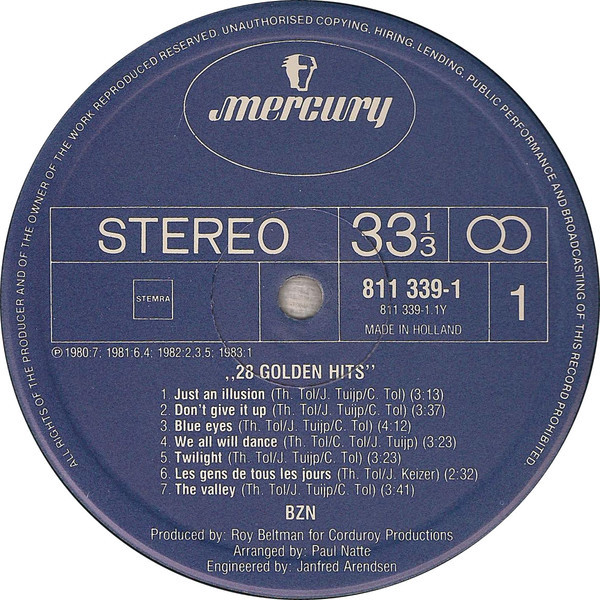 ALL RIGHTS OF THE PRODUCER AND OF THE OWNER OF THE WORK REPRODUCED RESERVED. UNAUTHORISED COPYING, HIRING, LENDING, PUBLIC PERFORMANCE AND BROADCASTING OF THIS RECORD PROHIBITED
mercury
STEREO 33 1/3
STEMRA
811 339-1
811 339-1.1Y
MADE IN HOLLAND
1
℗ 1980:7; 1981:6.4; 1982:2,3,5; 1983:1
„28 GOLDEN HITS”
1. Just an illusion (Th. Tol/J. Tuijp/C. Tol) (3:13)
2. Don't give it up (Th. Tol/J. Tuijp/C. Tol) (3:37)
3. Blue eyes (Th. Tol/J. Tuijp/C. Tol) (4:12)
4. We all will dance (Th. Tol/C. Tol/J. Tuijp) (3:23)
5. Twilight (Th. Tol/J. Tuijp/C. Tol) (3:23)
6. Les gens de tous les jours (Th. Tol/J. Keizer) (2:32)
7. The valley (Th. Tol/J. Tuijp/C. Tol) (3:41)
BZN
Produced by: Roy Beltman for Corduroy Productions
Arranged by: Paul Natte
Engineered by: Janfred Arendsen